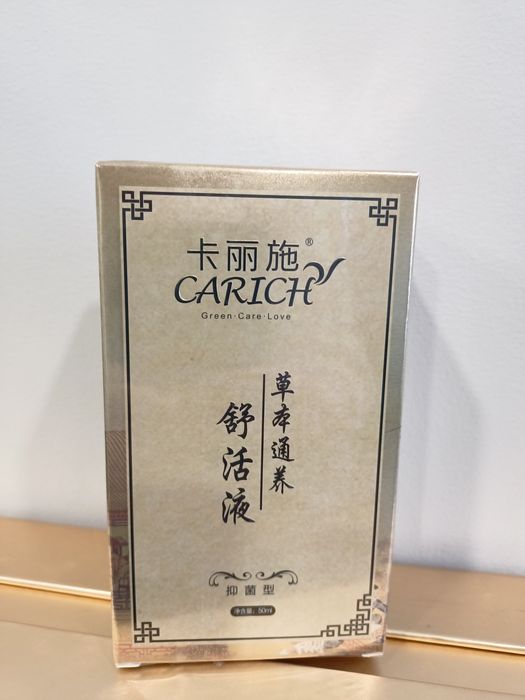 卡丽施®
CARICH
Green·Care·Love
草本通养
舒活液
抑菌型
净含量：50ml